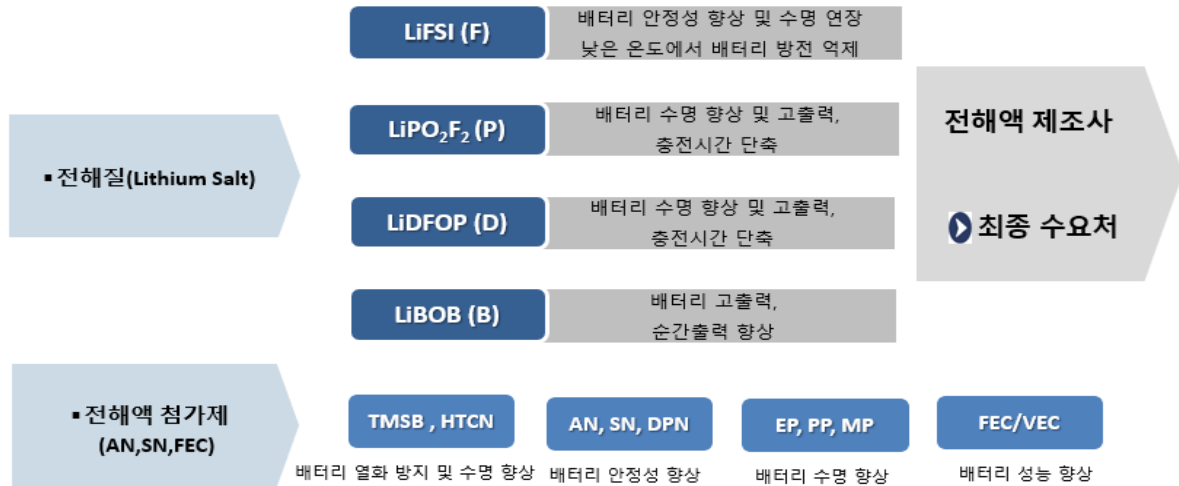 LiFSI (F)
배터리 안정성 향상 및 수명 연장
낮은 온도에서 배터리 방전 억제
▪ 전해질(Lithium Salt)
LiPO₂F₂ (P)
배터리 수명 향상 및 고출력,
충전시간 단축
LiDFOP (D)
배터리 수명 향상 및 고출력,
충전시간 단축
LiBOB (B)
배터리 고출력,
순간출력 향상
전해액 제조사
최종 수요처
▪ 전해액 첨가제
(AN,SN,FEC)
TMSB , HTCN
배터리 열화 방지 및 수명 향상
AN, SN, DPN
배터리 안정성 향상
EP, PP, MP
배터리 수명 향상
FEC/VEC
배터리 성능 향상